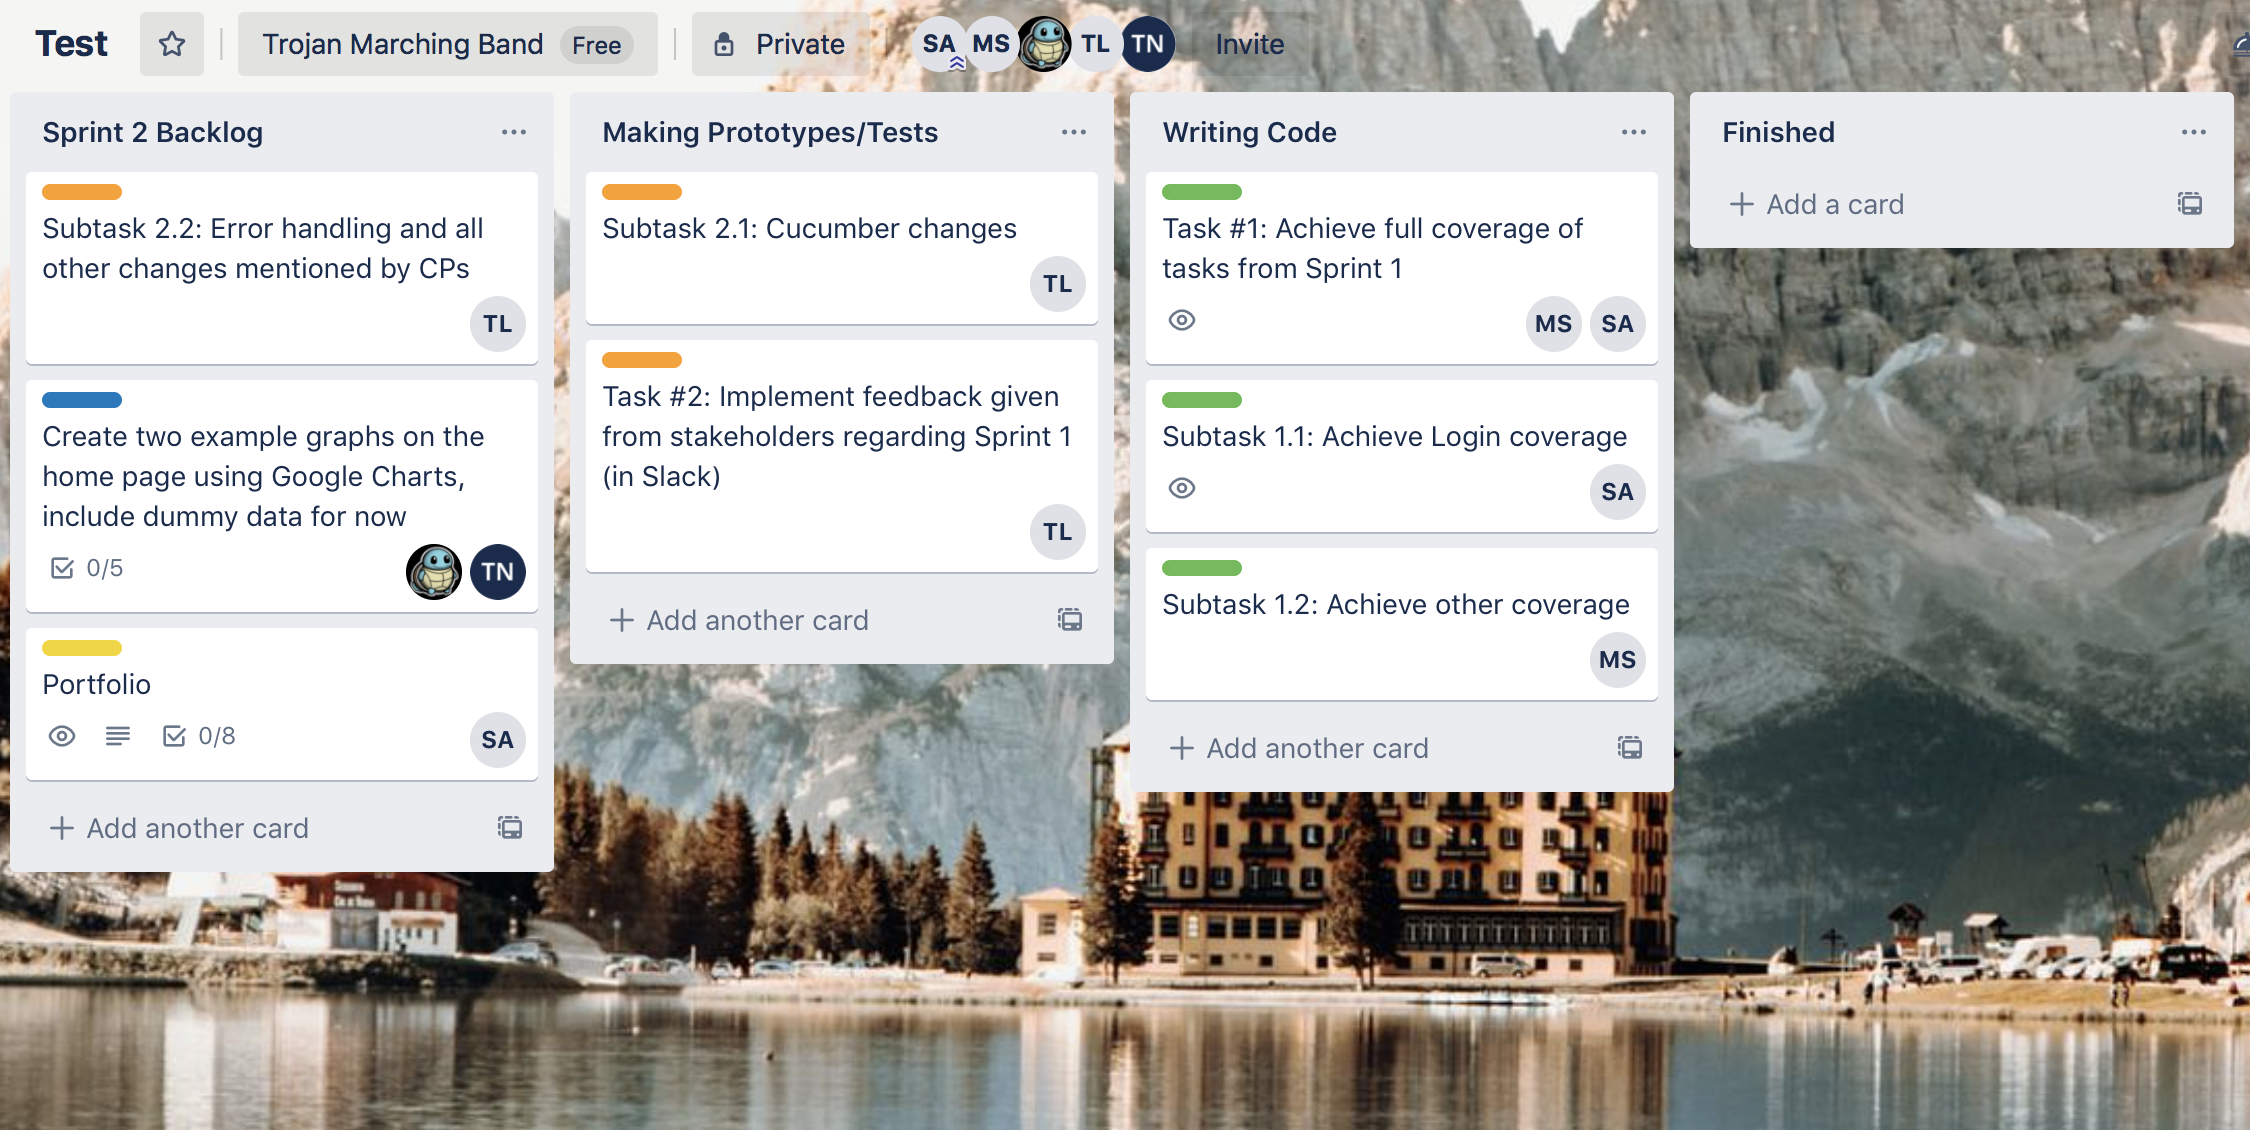 Test
Trojan Marching Band Free
Private
SA MS TL TN
Invite
Sprint 2 Backlog
Subtask 2.2: Error handling and all
other changes mentioned by CPs
TL
Create two example graphs on the
home page using Google Charts,
include dummy data for now
0/5
TN
Portfolio
0/8
SA
+ Add another card
Making Prototypes/Tests
Subtask 2.1: Cucumber changes
TL
Task #2: Implement feedback given
from stakeholders regarding Sprint 1
(in Slack)
TL
+ Add another card
Writing Code
Task #1: Achieve full coverage of
tasks from Sprint 1
MS SA
Subtask 1.1: Achieve Login coverage
SA
Subtask 1.2: Achieve other coverage
MS
+ Add another card
Finished
+ Add a card